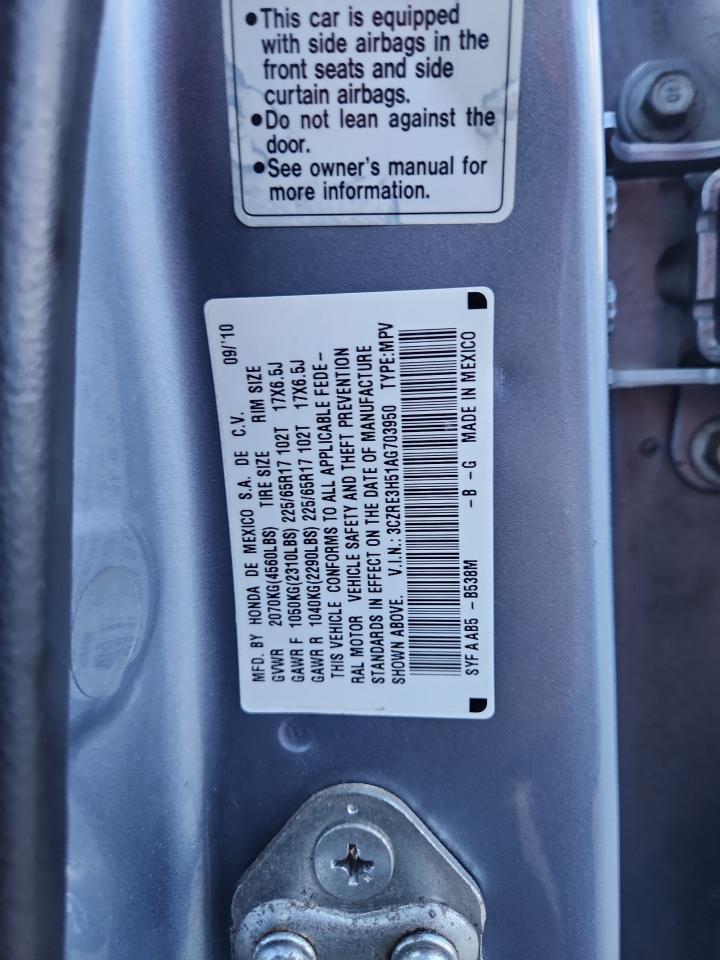 ●This car is equipped
with side airbags in the
front seats and side
curtain airbags.
●Do not lean against the
door.
●See owner's manual for
more information.
MFD. BY HONDA DE MEXICO S.A. DE C.V. 09/'10
GVWR 2070KG(4560LBS) TIRE SIZE RIM SIZE
GAWR F 1050KG(2310LBS) 225/65R17 102T 17X6.5J
GAWR R 1040KG(2290LBS) 225/65R17 102T 17X6.5J
THIS VEHICLE CONFORMS TO ALL APPLICABLE FEDE-
RAL MOTOR VEHICLE SAFETY AND THEFT PREVENTION
STANDARDS IN EFFECT ON THE DATE OF MANUFACTURE
SHOWN ABOVE. V.I.N.: 3CZRE3H51AG703950 TYPE:MPV
SYF A AB5 - B538M - B - G MADE IN MEXICO